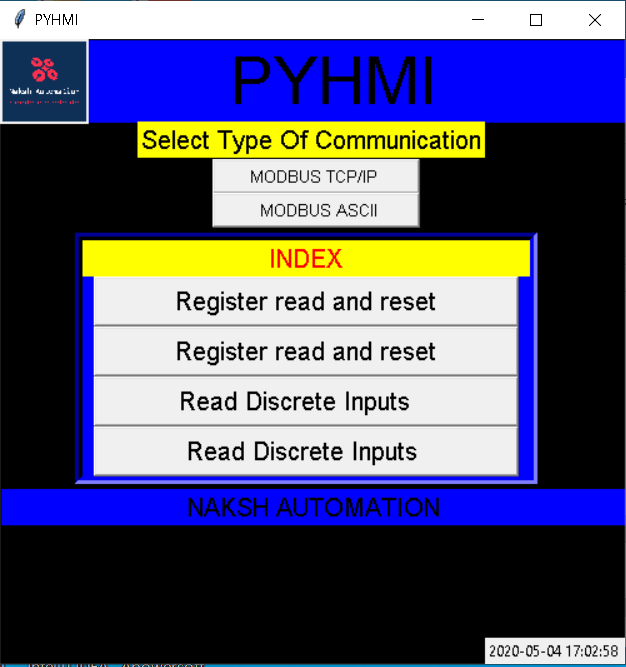 PYHMI
PYHMI
Naksh Automation
Select Type Of Communication
MODBUS TCP/IP
MODBUS ASCII
INDEX
Register read and reset
Register read and reset
Read Discrete Inputs
Read Discrete Inputs
NAKSH AUTOMATION
2020-05-04 17:02:58